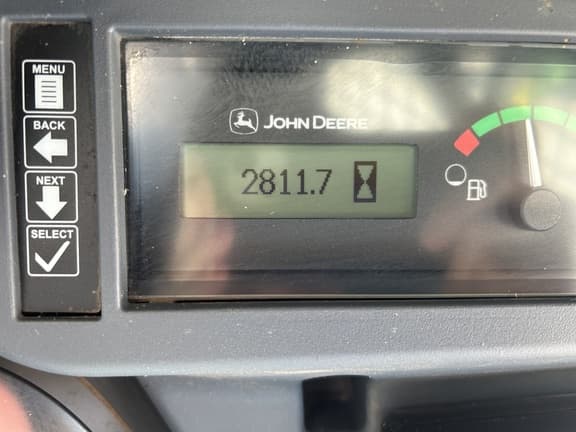 MENU
BACK
NEXT
SELECT
JOHN DEERE
2811.7